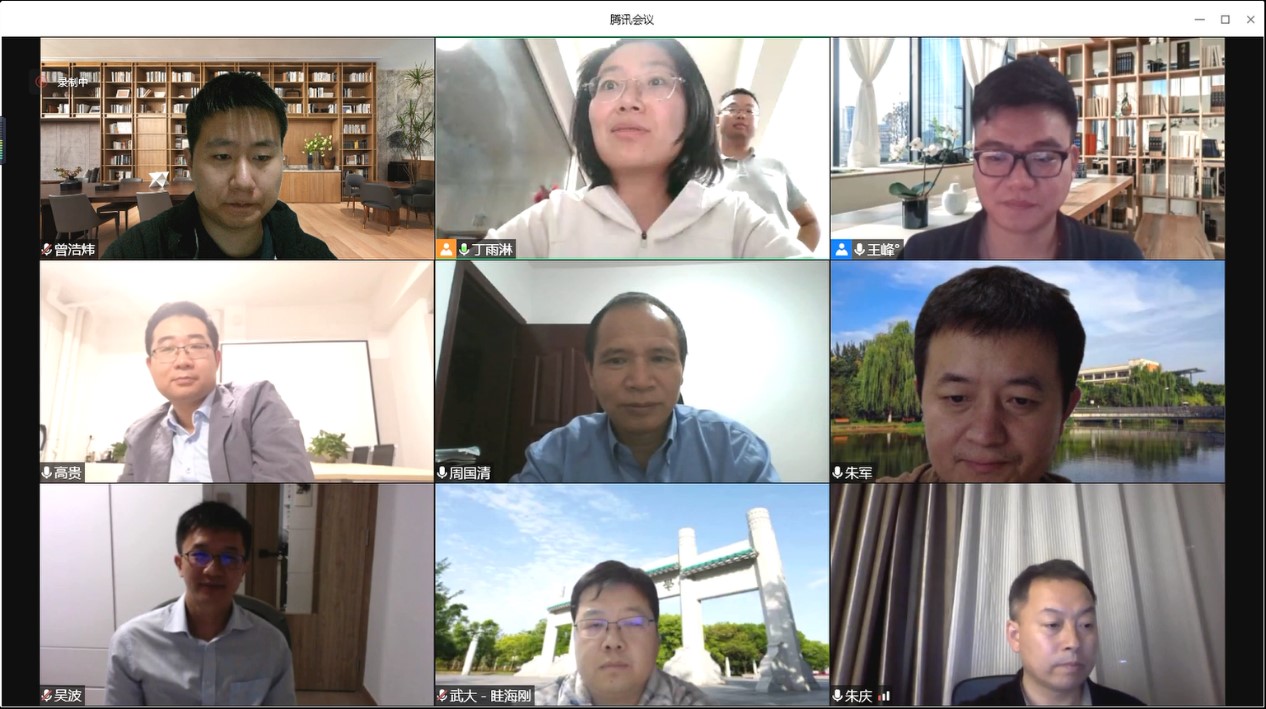 腾讯会议
录制中
曾浩炜
丁雨淋
王峰°
高贵
周国清
朱军
吴波
武大 - 眭海刚
朱庆